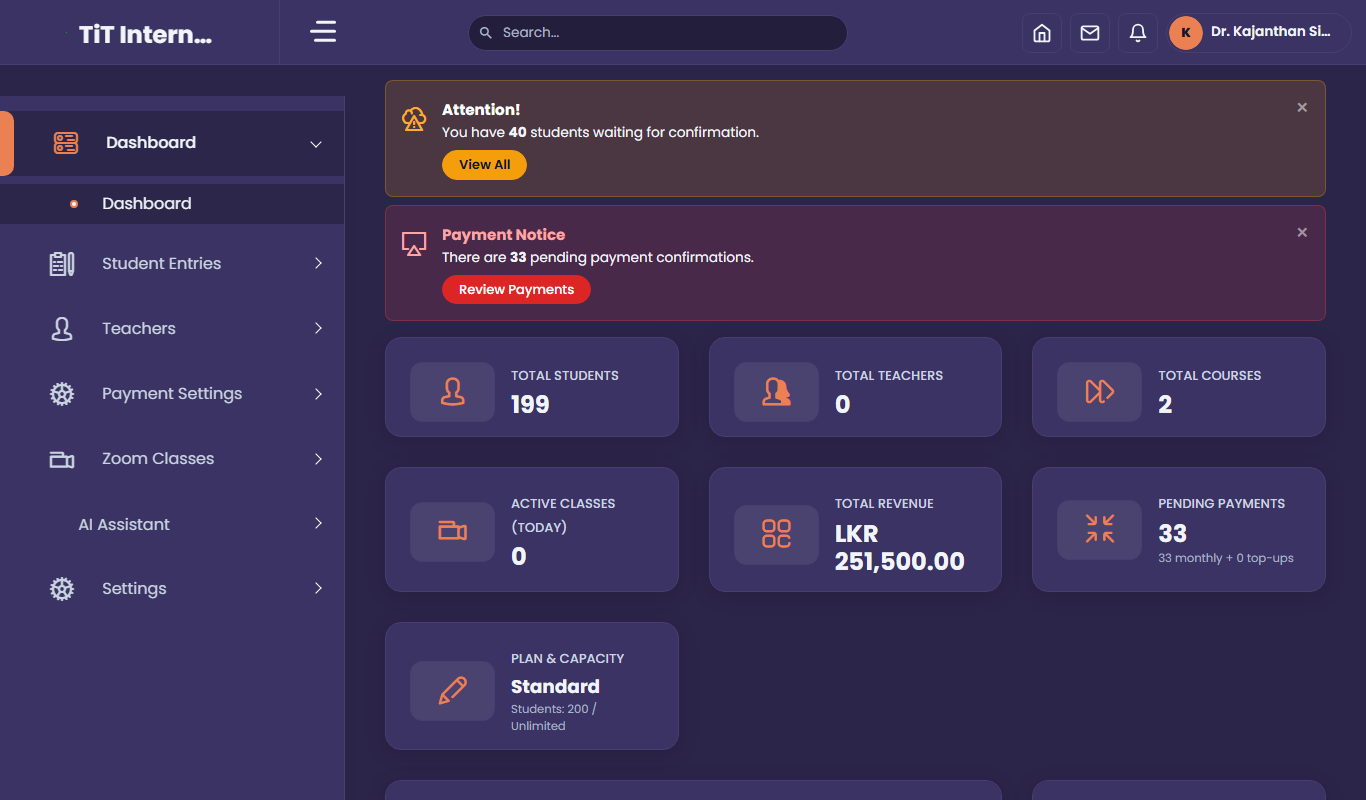 TiT Intern...
Search...
K
Dr. Kajanthan Si...
Dashboard
Dashboard
Student Entries
Teachers
Payment Settings
Zoom Classes
AI Assistant
Settings
Attention!
You have 40 students waiting for confirmation.
View All
Payment Notice
There are 33 pending payment confirmations.
Review Payments
TOTAL STUDENTS
199
TOTAL TEACHERS
0
TOTAL COURSES
2
ACTIVE CLASSES
(TODAY)
0
TOTAL REVENUE
LKR
251,500.00
PENDING PAYMENTS
33
33 monthly + 0 top-ups
PLAN & CAPACITY
Standard
Students: 200 /
Unlimited